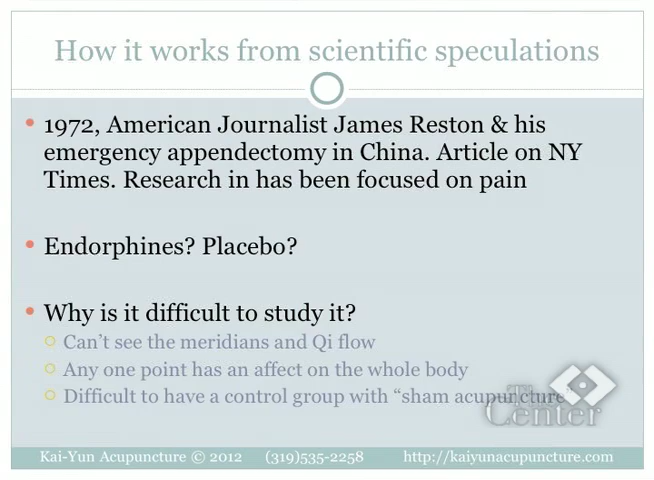 How it works from scientific speculations
1972, American Journalist James Reston & his
emergency appendectomy in China. Article on NY
Times. Research in has been focused on pain
Endorphines? Placebo?
Why is it difficult to study it?
Can't see the meridians and Qi flow
Any one point has an affect on the whole body
Difficult to have a control group with “sham acupuncture”
The
Center
Kai-Yun Acupuncture © 2012 (319)535-2258 http://kaiyunacupuncture.com